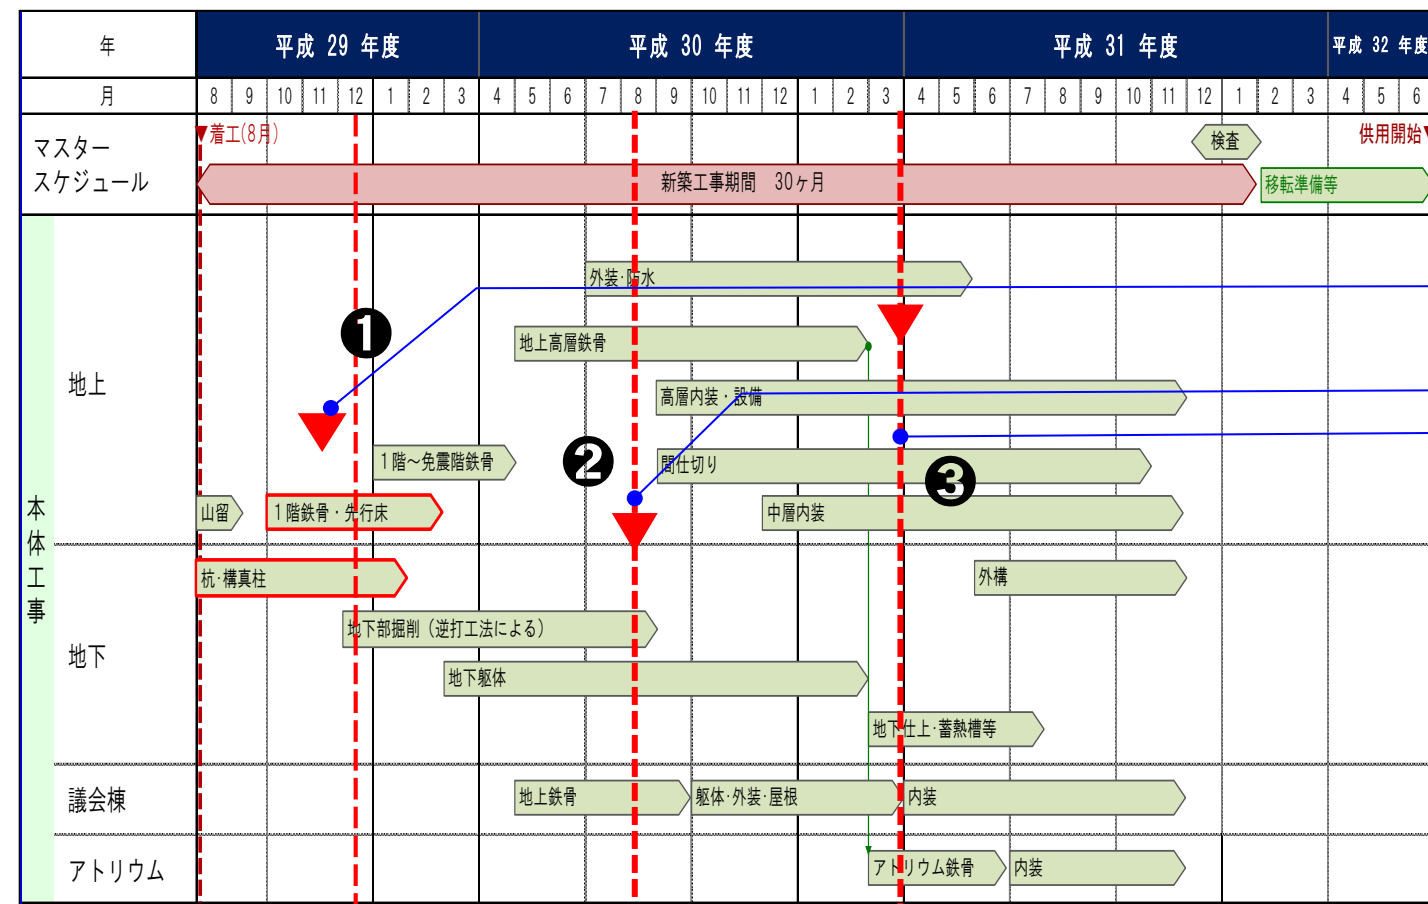 年
平成 29 年度
平成 30 年度
平成 31 年度
平成 32 年度
月
8 9 10 11 12 1 2 3 4 5 6 7 8 9 10 11 12 1 2 3 4 5 6 7 8 9 10 11 12 1 2 3 4 5 6
マスター
スケジュール
着工(8月)
検査
供用開始
新築工事期間 30ヶ月
移転準備等
本体工事
地上
外装・防水
❶
地上高層鉄骨
高層内装・設備
1階～免震階鉄骨
❷
間仕切り
❸
山留
1階鉄骨・先行床
中層内装
地下
杭・構真柱
外構
地下部掘削（逆打工法による）
地下躯体
地下仕上・蓄熱槽等
議会棟
地上鉄骨
躯体・外装・屋根
内装
アトリウム
アトリウム鉄骨
内装